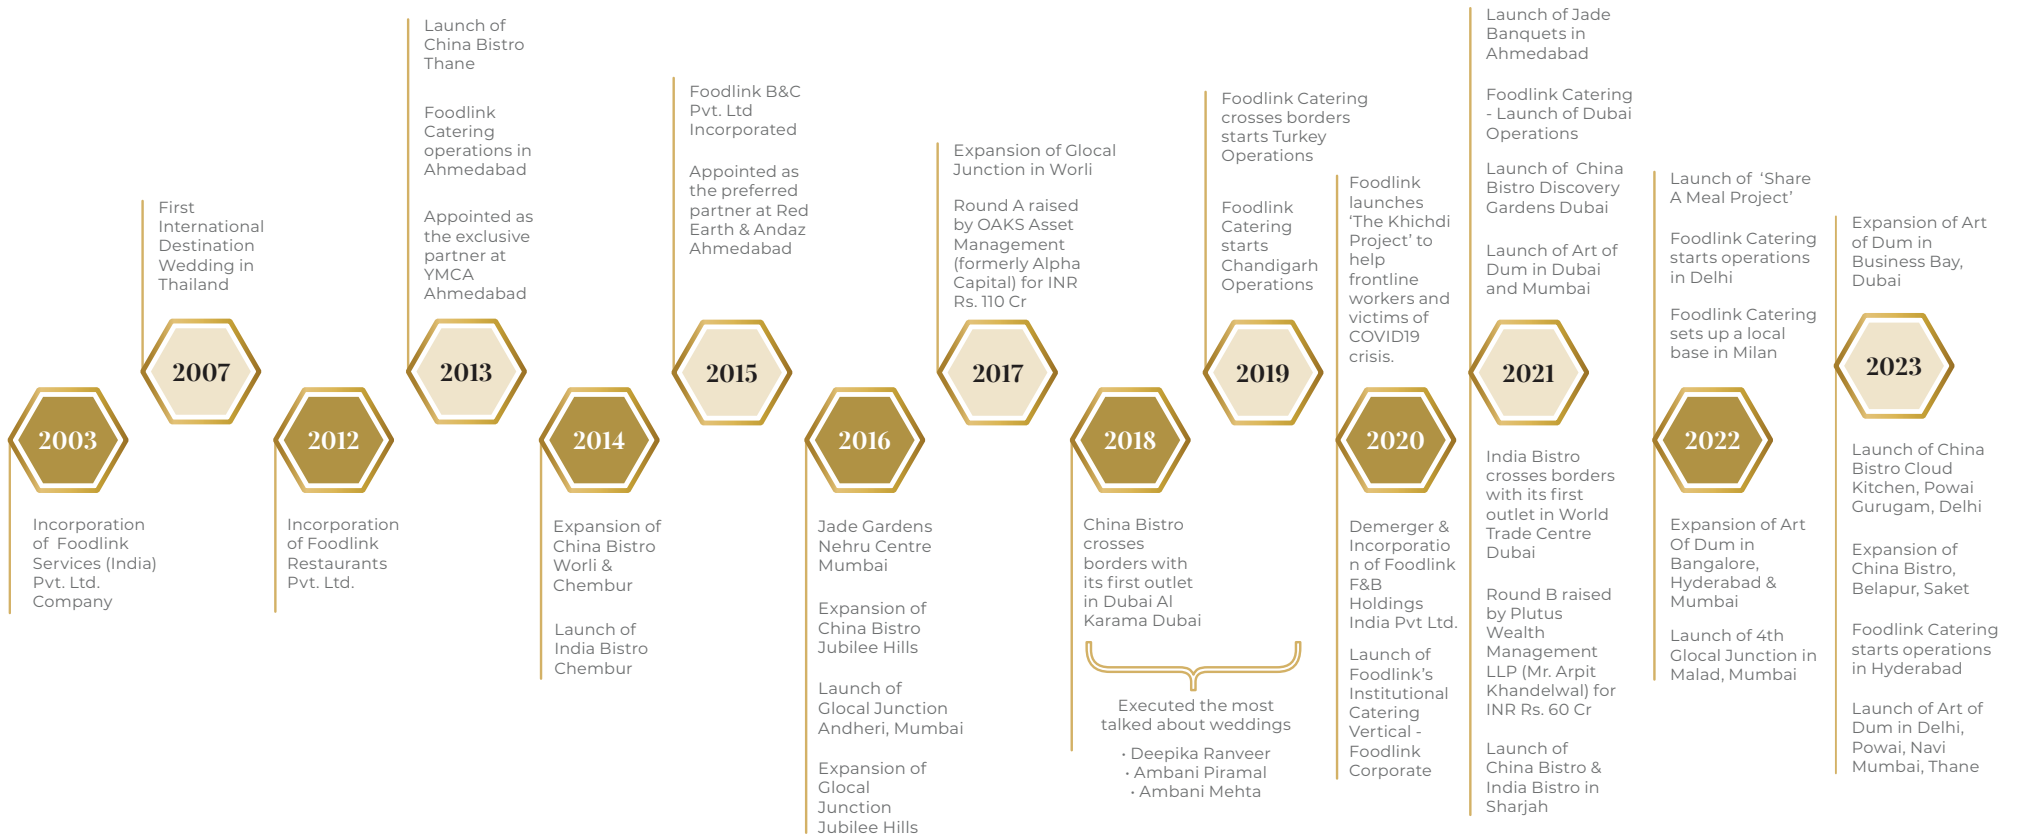 2003
Incorporation
of Foodlink
Services (India)
Pvt. Ltd.
Company
First
International
Destination
Wedding in
Thailand
2007
2012
Incorporation
of Foodlink
Restaurants
Pvt. Ltd.
Launch of
China Bistro
Thane
Foodlink
Catering
operations in
Ahmedabad
Appointed as
the exclusive
partner at
YMCA
Ahmedabad
2013
2014
Expansion of
China Bistro
Worli &
Chembur
Launch of
India Bistro
Chembur
Foodlink B&C
Pvt. Ltd
Incorporated
Appointed as
the preferred
partner at Red
Earth & Andaz
Ahmedabad
2015
2016
Jade Gardens
Nehru Centre
Mumbai
Expansion of
China Bistro
Jubilee Hills
Launch of
Glocal Junction
Andheri, Mumbai
Expansion of
Glocal
Junction
Jubilee Hills
Expansion of Glocal
Junction in Worli
Round A raised
by OAKS Asset
Management
(formerly Alpha
Capital) for INR
Rs. 110 Cr
2017
2018
China Bistro
crosses
borders with
its first outlet
in Dubai Al
Karama Dubai
Executed the most
talked about weddings
• Deepika Ranveer
• Ambani Piramal
• Ambani Mehta
Foodlink Catering
crosses borders
starts Turkey
Operations
Foodlink
Catering
starts
Chandigarh
Operations
2019
Foodlink
launches
‘The Khichdi
Project’ to
help
frontline
workers and
victims of
COVID19
crisis.
2020
Demerger &
Incorporatio
n of Foodlink
F&B
Holdings
India Pvt Ltd.
Launch of
Foodlink’s
Institutional
Catering
Vertical -
Foodlink
Corporate
Launch of Jade
Banquets in
Ahmedabad
Foodlink Catering
- Launch of Dubai
Operations
Launch of China
Bistro Discovery
Gardens Dubai
Launch of Art of
Dum in Dubai
and Mumbai
2021
India Bistro
crosses borders
with its first
outlet in World
Trade Centre
Dubai
Round B raised
by Plutus
Wealth
Management
LLP (Mr. Arpit
Khandelwal) for
INR Rs. 60 Cr
Launch of
China Bistro &
India Bistro in
Sharjah
Launch of ‘Share
A Meal Project’
Foodlink Catering
starts operations
in Delhi
Foodlink Catering
sets up a local
base in Milan
2022
Expansion of Art
Of Dum in
Bangalore,
Hyderabad &
Mumbai
Launch of 4th
Glocal Junction in
Malad, Mumbai
Expansion of Art
of Dum in
Business Bay,
Dubai
2023
Launch of China
Bistro Cloud
Kitchen, Powai
Gurugam, Delhi
Expansion of
China Bistro,
Belapur, Saket
Foodlink Catering
starts operations
in Hyderabad
Launch of Art of
Dum in Delhi,
Powai, Navi
Mumbai, Thane